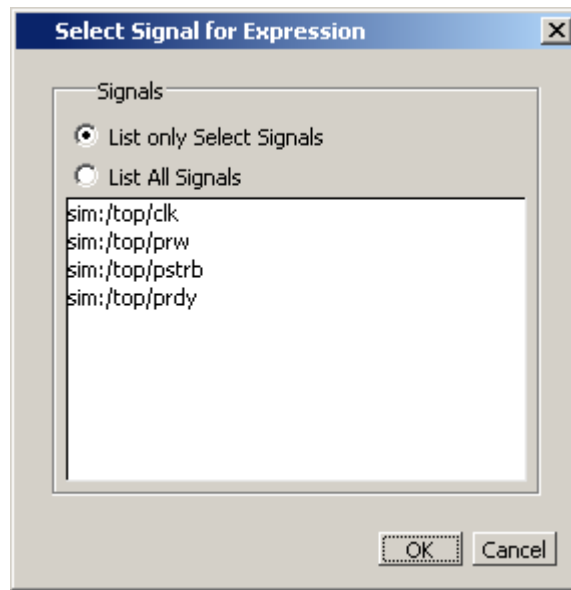 Select Signal for Expression
Signals
List only Select Signals
List All Signals
sim:/top/clk
sim:/top/prw
sim:/top/pstrb
sim:/top/prdy
OK Cancel